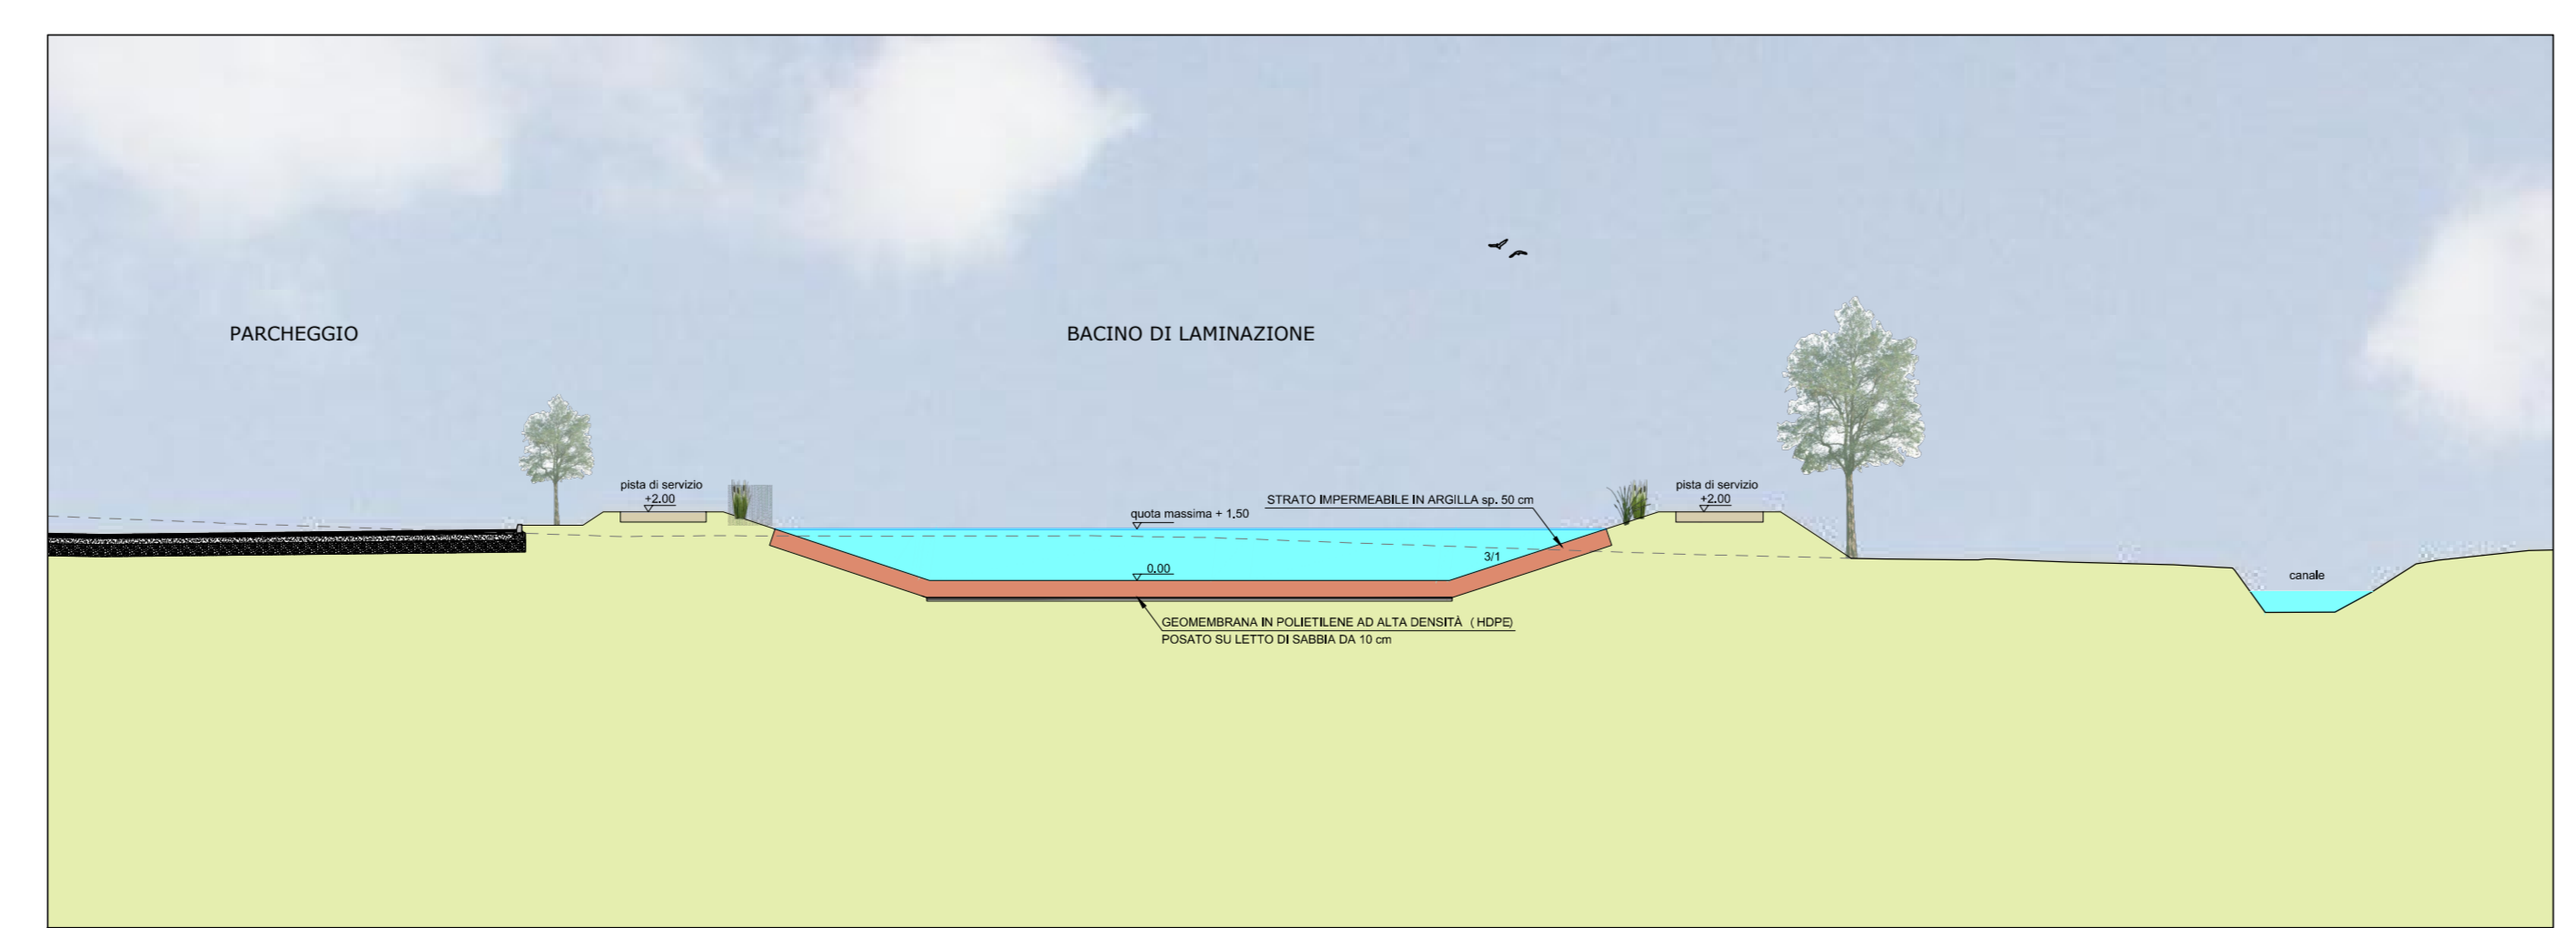 PARCHEGGIO
BACINO DI LAMINAZIONE
pista di servizio
+2.00
quota massima + 1,50
STRATO IMPERMEABILE IN ARGILLA sp. 50 cm
pista di servizio
+2.00
3/1
0.00
canale
GEOMEMBRANA IN POLIETILENE AD ALTA DENSITÀ (HDPE)
POSATO SU LETTO DI SABBIA DA 10 cm